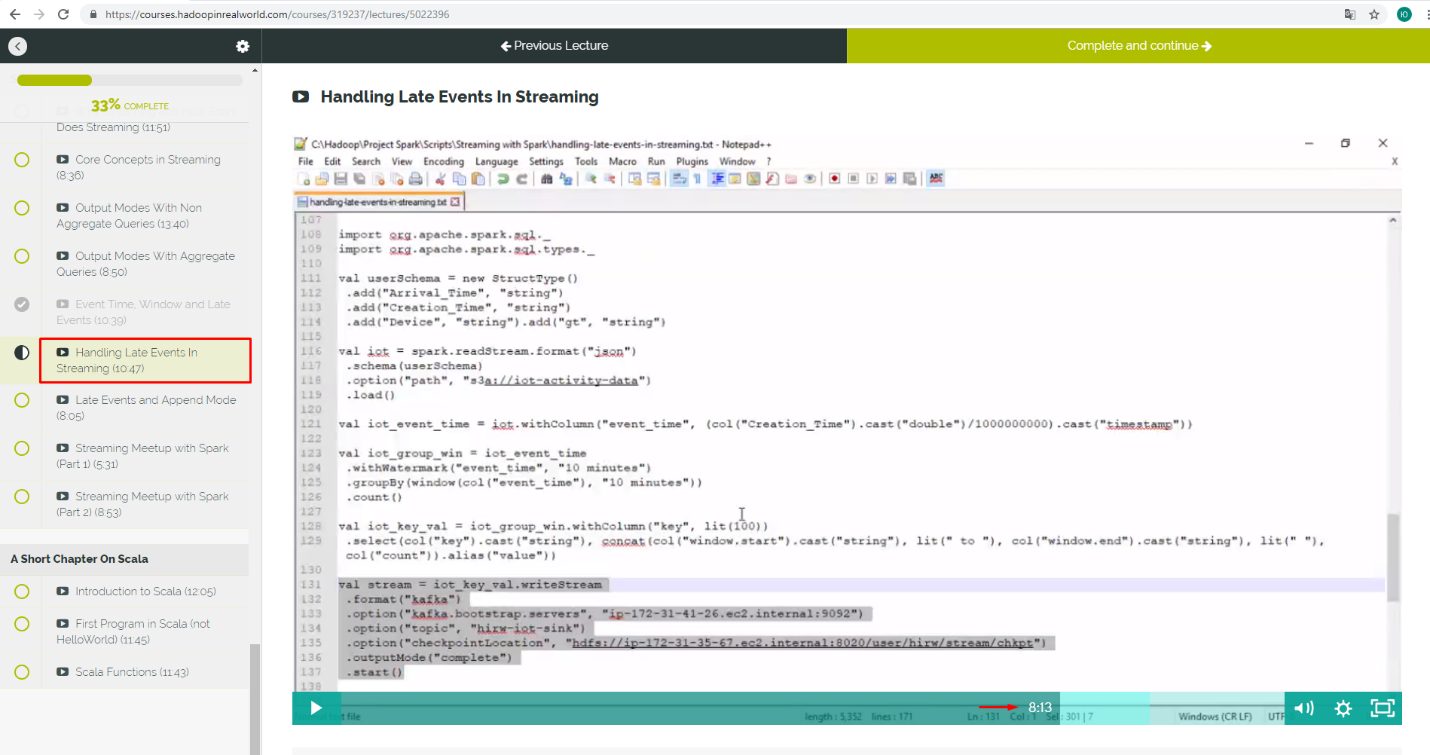 https://courses.hadoopinrealworld.com/courses/319237/lectures/5022396
Ю
Previous Lecture
Complete and continue
33% COMPLETE
Does Streaming (11:51)
Core Concepts in Streaming
(8:36)
Output Modes With Non
Aggregate Queries (13:40)
Output Modes With Aggregate
Queries (8:50)
Event Time, Window and Late
Events (10:39)
Handling Late Events In
Streaming (10:47)
Late Events and Append Mode
(8:05)
Streaming Meetup with Spark
(Part 1) (5:31)
Streaming Meetup with Spark
(Part 2) (8:53)
A Short Chapter On Scala
Introduction to Scala (12:05)
First Program in Scala (not
HelloWorld) (11:45)
Scala Functions (11:43)
Handling Late Events In Streaming
C:\Hadoop\Project Spark\Scripts\Streaming with Spark\handling-late-events-in-streaming.txt - Notepad++
File Edit Search View Encoding Language Settings Tools Macro Run Plugins Window ?
X
ABC
handling-late-events-in-streaming.txt
107
108 import org.apache.spark.sql._
109 import org.apache.spark.sql.types._
110
111 val userSchema = new StructType()
112 .add("Arrival_Time", "string")
113 .add("Creation_Time", "string")
114 .add("Device", "string").add("gt", "string")
115
116 val iot = spark.readStream.format("json")
117 .schema(userSchema)
118 .option("path", "s3a://iot-activity-data")
119 .load()
120
121 val iot_event_time = iot.withColumn("event_time", (col("Creation_Time").cast("double")/1000000000).cast("timestamp"))
122
123 val iot_group_win = iot_event_time
124 .withWatermark("event_time", "10 minutes")
125 .groupBy(window(col("event_time"), "10 minutes"))
126 .count()
127
128 val iot_key_val = iot_group_win.withColumn("key", lit(100))
129 .select(col("key").cast("string"), concat(col("window.start").cast("string"), lit(" to "), col("window.end").cast("string"), lit(" "),
col("count")).alias("value"))
130
131 val stream = iot_key_val.writeStream
132 .format("kafka")
133 .option("kafka.bootstrap.servers", "ip-172-31-41-26.ec2.internal:9092")
134 .option("topic", "hirw-iot-sink")
135 .option("checkpointLocation", "hdfs://ip-172-31-35-67.ec2.internal:8020/user/hirw/stream/chkpt")
136 .outputMode("complete")
137 .start()
138
8:13
t file
length : 5,352 lines : 171
Ln : 131 Col : 1 Sel : 301 | 7
Windows (CR LF)
UTF